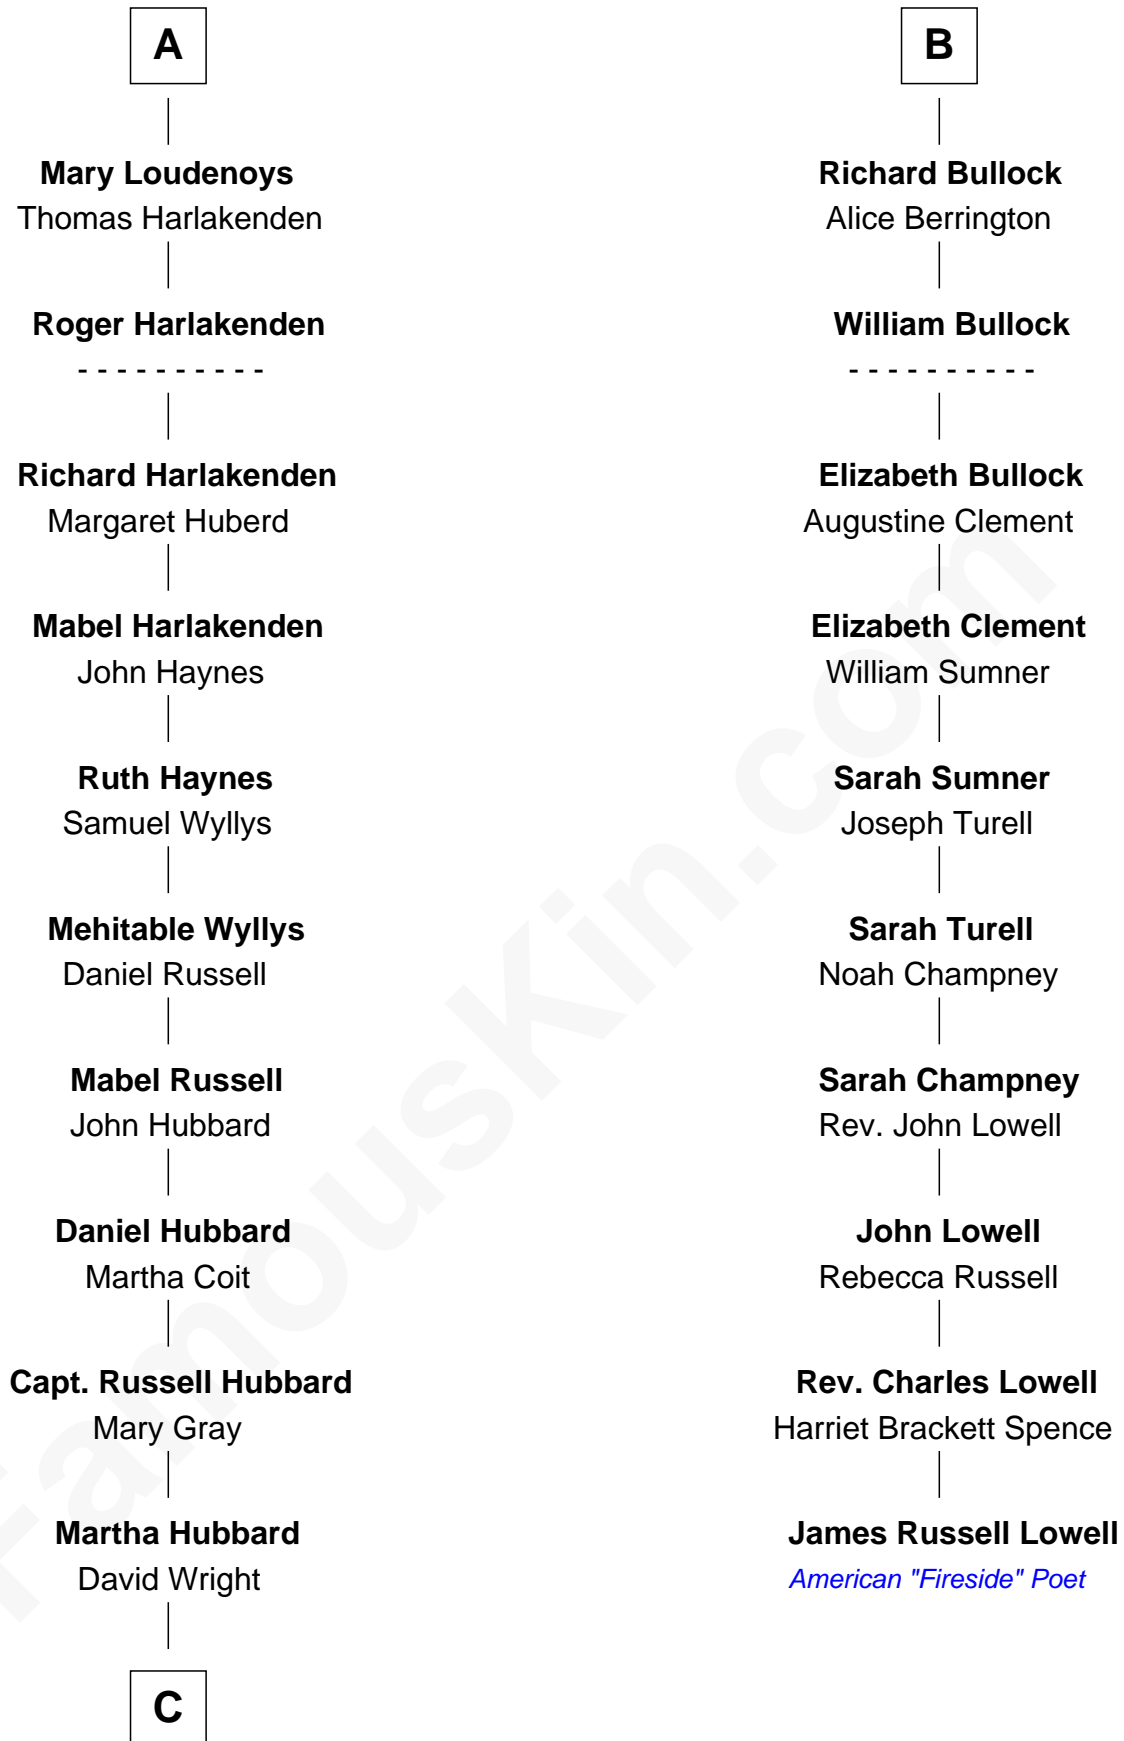 A
Mary Loudenoys
Thomas Harlakenden
Roger Harlakenden
- - - - - - - - - -
Richard Harlakenden
Margaret Huberd
Mabel Harlakenden
John Haynes
Ruth Haynes
Samuel Wyllys
Mehitable Wyllys
Daniel Russell
Mabel Russell
John Hubbard
Daniel Hubbard
Martha Coit
Capt. Russell Hubbard
Mary Gray
Martha Hubbard
David Wright
C
B
Richard Bullock
Alice Berrington
William Bullock
- - - - - - - - - -
Elizabeth Bullock
Augustine Clement
Elizabeth Clement
William Sumner
Sarah Sumner
Joseph Turell
Sarah Turell
Noah Champney
Sarah Champney
Rev. John Lowell
John Lowell
Rebecca Russell
Rev. Charles Lowell
Harriet Brackett Spence
James Russell Lowell
American "Fireside" Poet
FamousKin.com